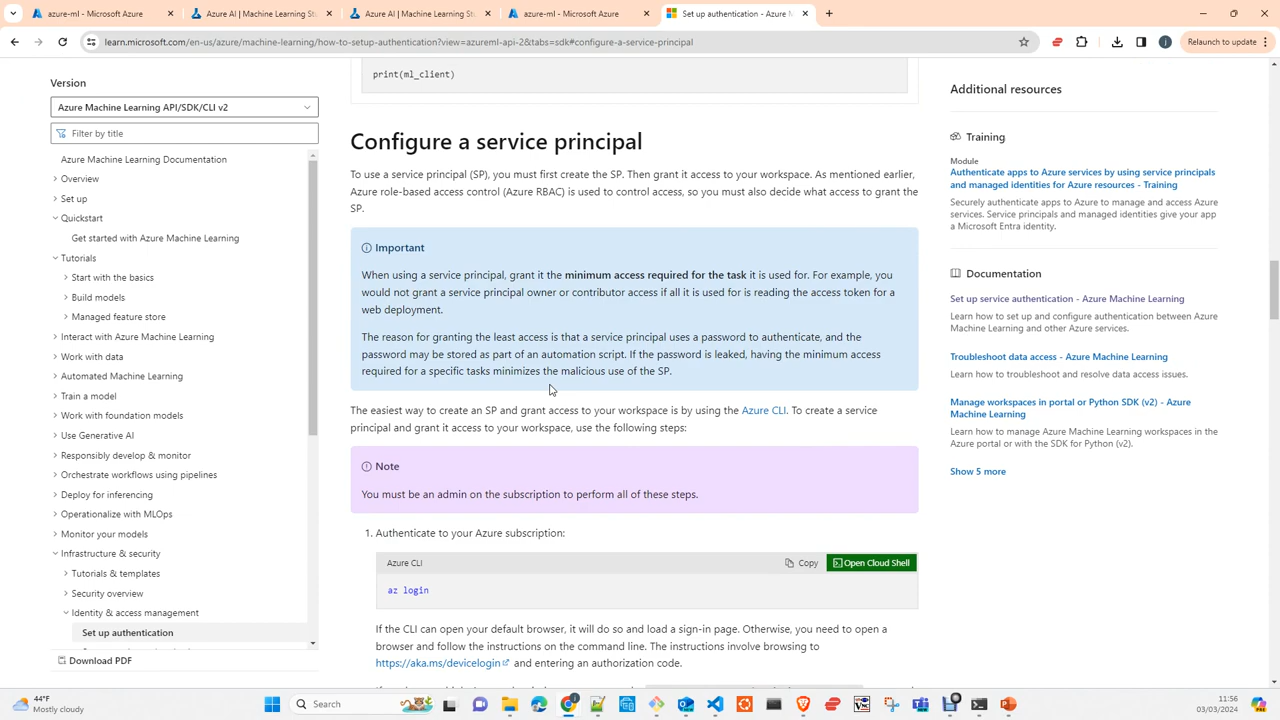 azure-ml - Microsoft Azure
Azure AI | Machine Learning Stu
Azure AI | Machine Learning Stu
azure-ml - Microsoft Azure
Set up authentication - Azure M
learn.microsoft.com/en-us/azure/machine-learning/how-to-setup-authentication?view=azureml-api-2&tabs=sdk#configure-a-service-principal
Relaunch to update
Version
Azure Machine Learning API/SDK/CLI v2
Filter by title
Azure Machine Learning Documentation
Overview
Set up
Quickstart
Get started with Azure Machine Learning
Tutorials
Start with the basics
Build models
Managed feature store
Interact with Azure Machine Learning
Work with data
Automated Machine Learning
Train a model
Work with foundation models
Use Generative AI
Responsibly develop & monitor
Orchestrate workflows using pipelines
Deploy for inferencing
Operationalize with MLOps
Monitor your models
Infrastructure & security
Tutorials & templates
Security overview
Identity & access management
Set up authentication
Download PDF
print(ml_client)
Configure a service principal
To use a service principal (SP), you must first create the SP. Then grant it access to your workspace. As mentioned earlier,
Azure role-based access control (Azure RBAC) is used to control access, so you must also decide what access to grant the
SP.
Important
When using a service principal, grant it the minimum access required for the task it is used for. For example, you
would not grant a service principal owner or contributor access if all it is used for is reading the access token for a
web deployment.
The reason for granting the least access is that a service principal uses a password to authenticate, and the
password may be stored as part of an automation script. If the password is leaked, having the minimum access
required for a specific tasks minimizes the malicious use of the SP.
The easiest way to create an SP and grant access to your workspace is by using the Azure CLI. To create a service
principal and grant it access to your workspace, use the following steps:
Note
You must be an admin on the subscription to perform all of these steps.
1. Authenticate to your Azure subscription:
Azure CLI
Copy
Open Cloud Shell
az login
If the CLI can open your default browser, it will do so and load a sign-in page. Otherwise, you need to open a
browser and follow the instructions on the command line. The instructions involve browsing to
https://aka.ms/devicelogin and entering an authorization code.
Additional resources
Training
Module
Authenticate apps to Azure services by using service principals
and managed identities for Azure resources - Training
Securely authenticate apps to Azure to manage and access Azure
services. Service principals and managed identities give your app
a Microsoft Entra identity.
Documentation
Set up service authentication - Azure Machine Learning
Learn how to set up and configure authentication between Azure
Machine Learning and other Azure services.
Troubleshoot data access - Azure Machine Learning
Learn how to troubleshoot and resolve data access issues.
Manage workspaces in portal or Python SDK (v2) - Azure
Machine Learning
Learn how to manage Azure Machine Learning workspaces in the
Azure portal or with the SDK for Python (v2).
Show 5 more
44°F
Mostly cloudy
Search
11:56
03/03/2024